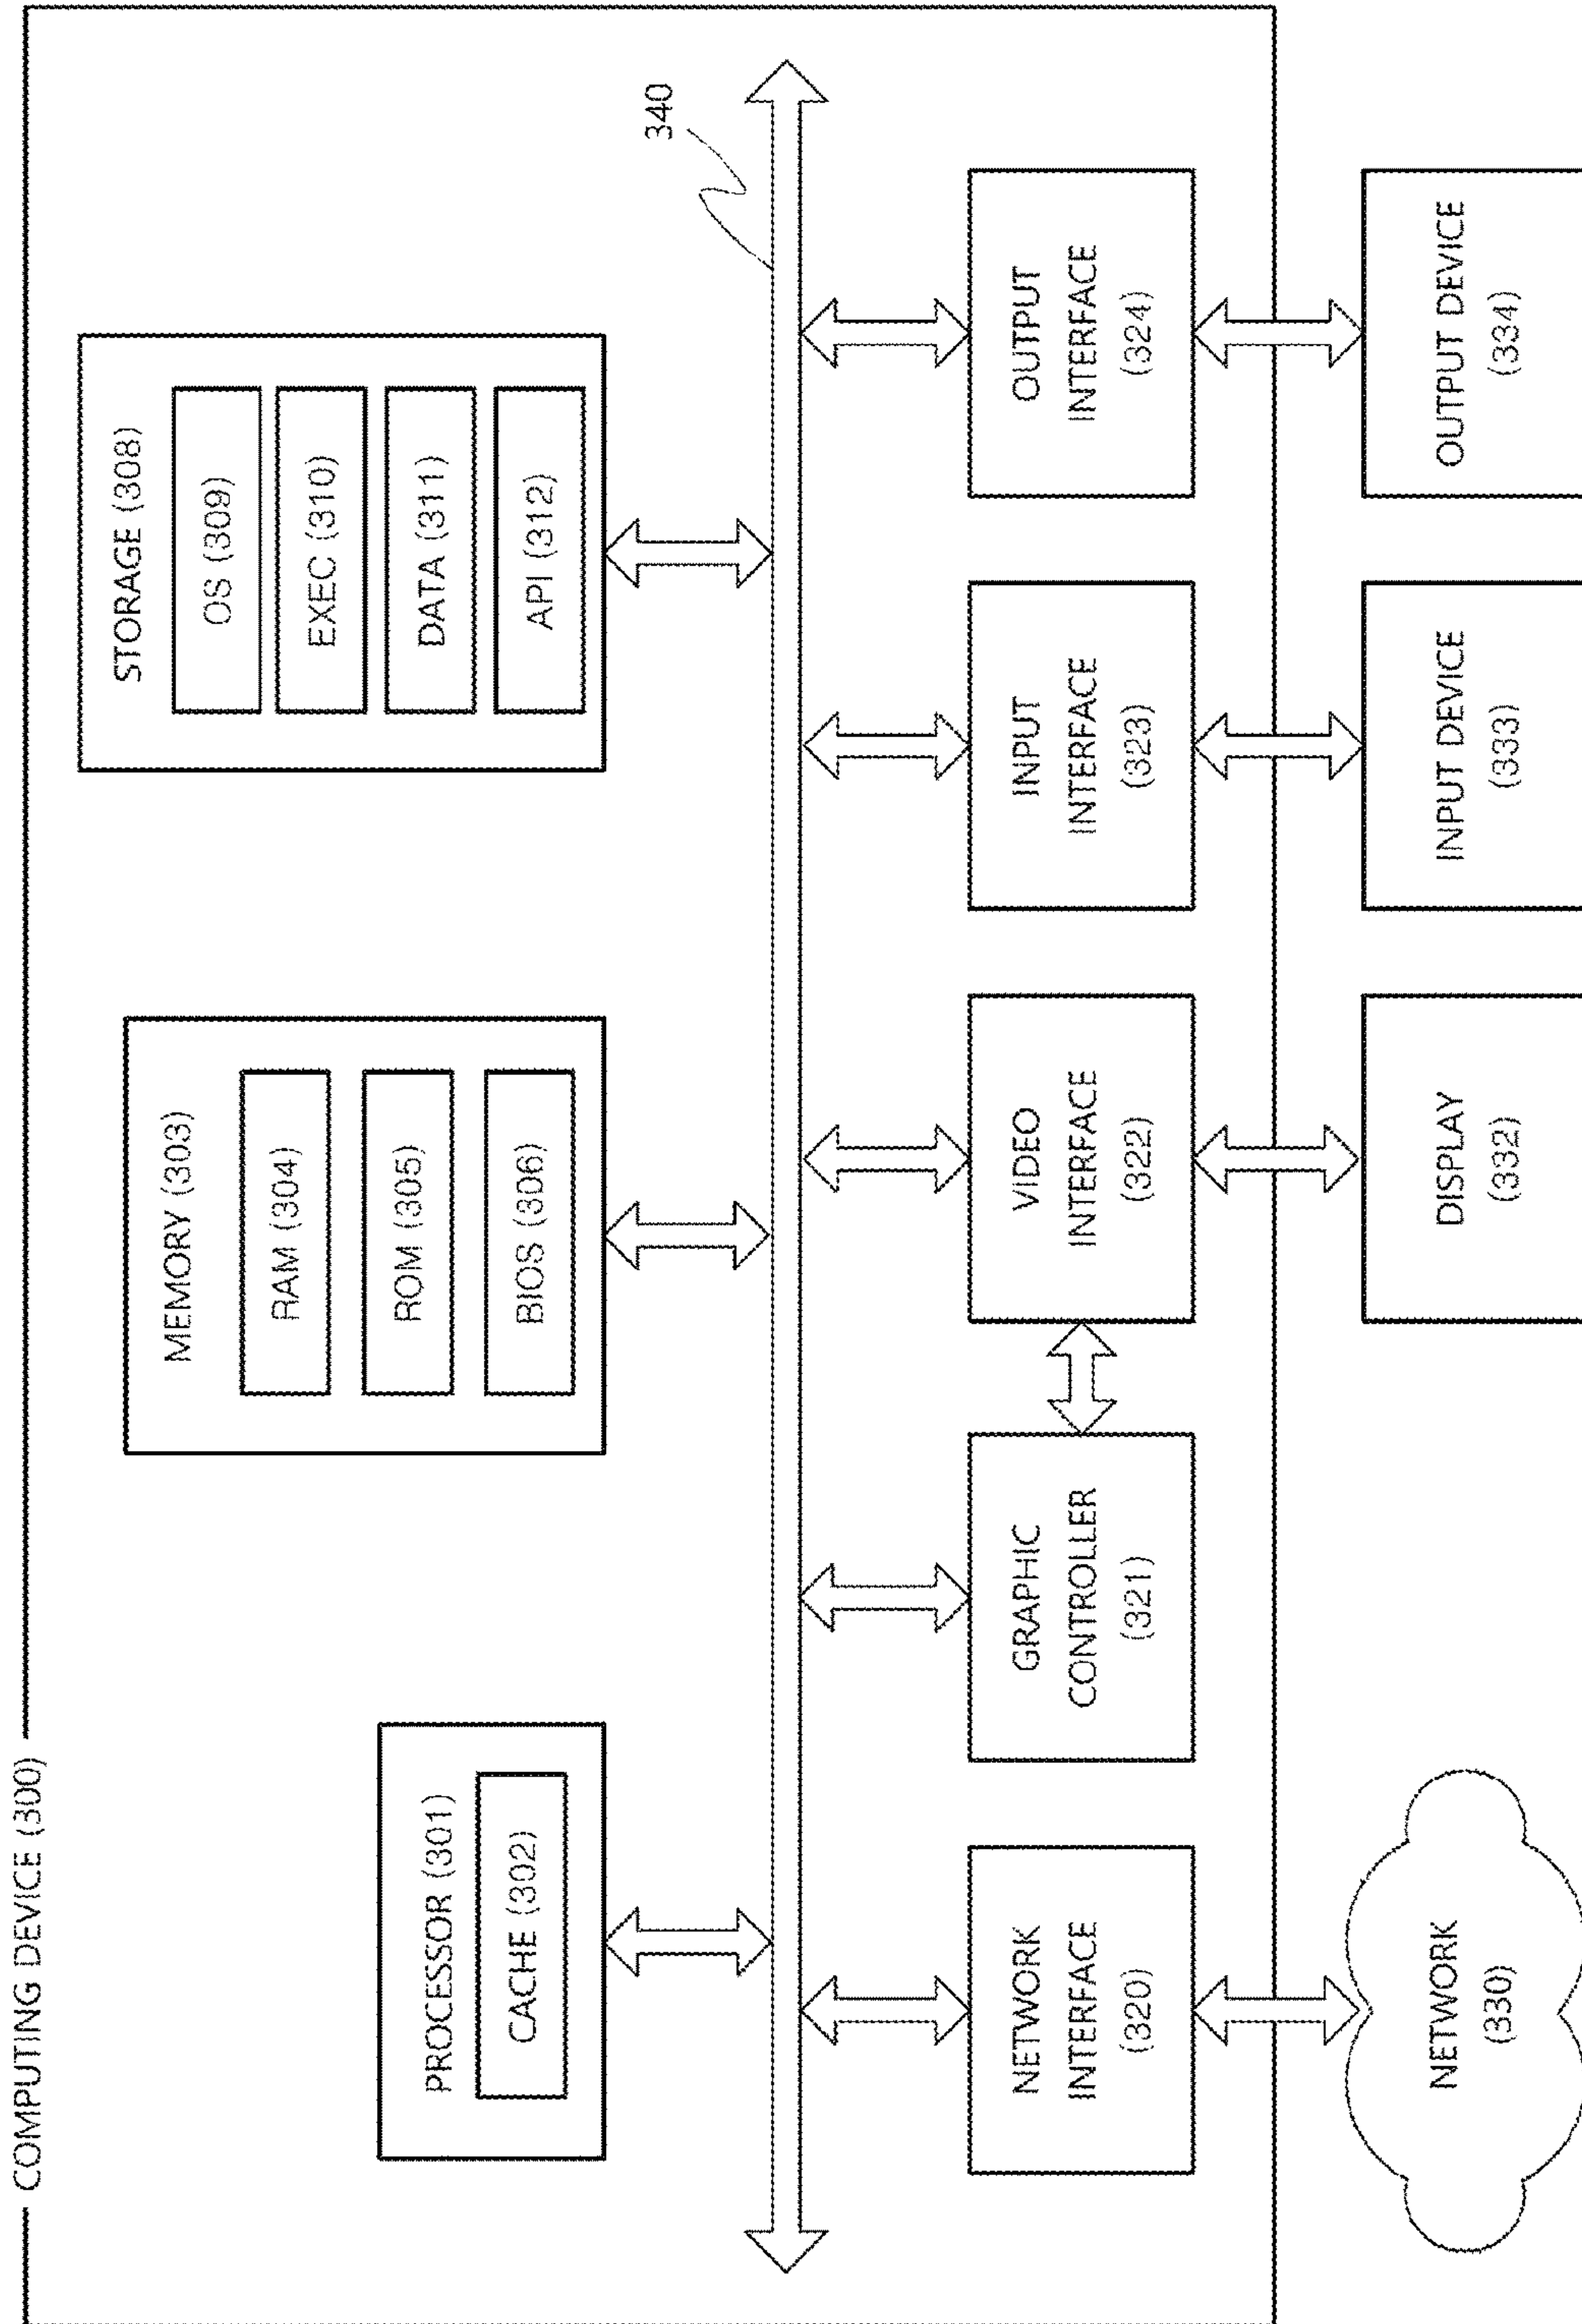 COMPUTING DEVICE (300)
PROCESSOR (301)
CACHE (302)
MEMORY (303)
RAM (304)
ROM (305)
BIOS (306)
STORAGE (308)
OS (309)
EXEC (310)
DATA (311)
API (312)
340
NETWORK
INTERFACE
(320)
GRAPHIC
CONTROLLER
(321)
VIDEO
INTERFACE
(322)
INPUT
INTERFACE
(323)
OUTPUT
INTERFACE
(324)
NETWORK
(330)
DISPLAY
(332)
INPUT DEVICE
(333)
OUTPUT DEVICE
(334)